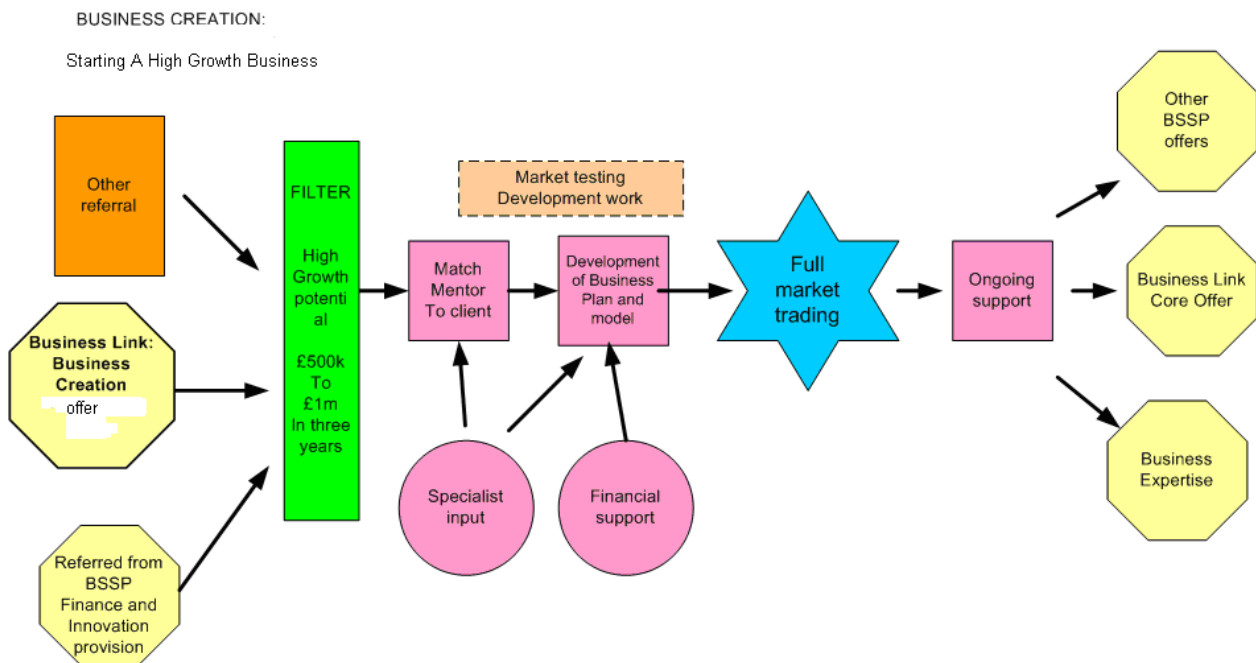 BUSINESS CREATION:
Starting A High Growth Business
Other
referral
Business Link:
Business
Creation
offer
Referred from
BSSP
Finance and
Innovation
provision
FILTER
High
Growth
potenti
al
£500k
To
£1m
In three
years
Market testing
Development work
Match
Mentor
To client
Development
of Business
Plan and
model
Specialist
input
Financial
support
Full
market
trading
Ongoing
support
Other
BSSP
offers
Business Link
Core Offer
Business
Expertise